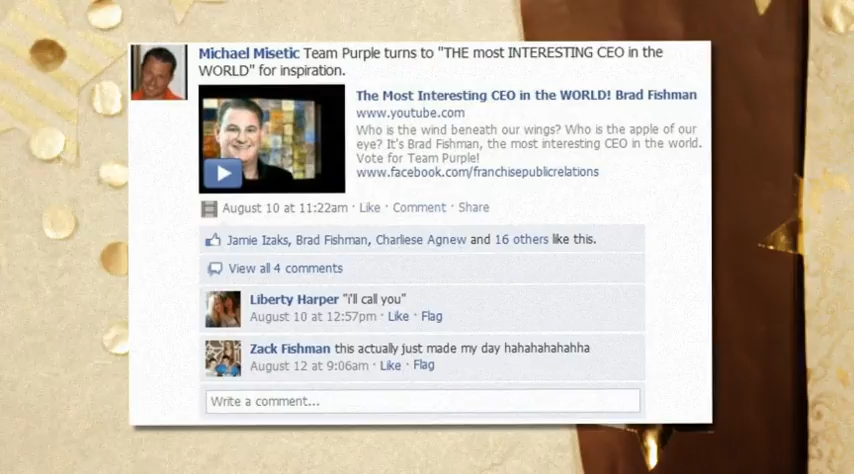 Michael Misetic Team Purple turns to "THE most INTERESTING CEO in the
WORLD" for inspiration.
The Most Interesting CEO in the WORLD! Brad Fishman
www.youtube.com
Who is the wind beneath our wings? Who is the apple of our
eye? It's Brad Fishman, the most interesting CEO in the world.
Vote for Team Purple!
www.facebook.com/franchisepublicrelations
August 10 at 11:22am · Like · Comment · Share
Jamie Izaks, Brad Fishman, Charliese Agnew and 16 others like this.
View all 4 comments
Liberty Harper "i'll call you"
August 10 at 12:57pm · Like · Flag
Zack Fishman this actually just made my day hahahahahahha
August 12 at 9:06am · Like · Flag
Write a comment...